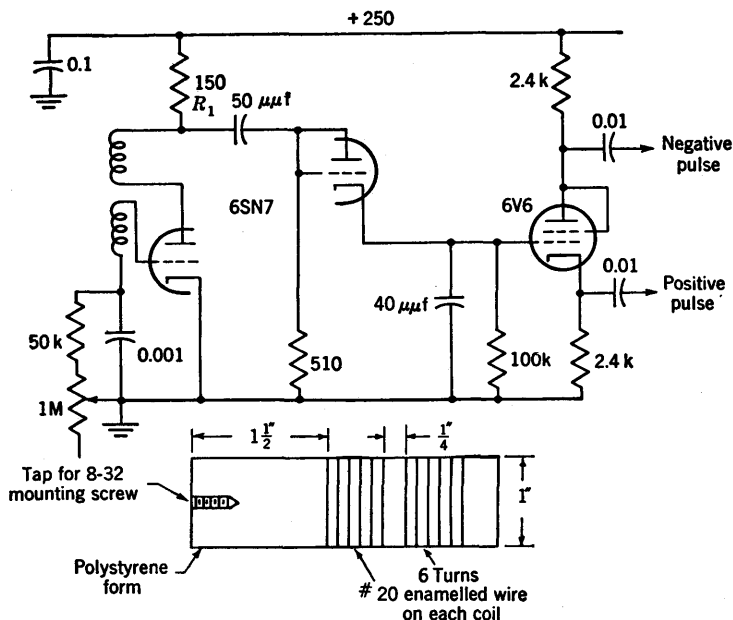 + 250
0.1
150
R₁
50 μμf
2.4 k
0.01
Negative
pulse
6SN7
6V6
0.01
Positive
pulse
40 μμf
50 k
0.001
510
100k
2.4 k
1M
1 1/2"
1/4"
Tap for 8-32
mounting screw
1"
Polystyrene
form
6 Turns
# 20 enamelled wire
on each coil